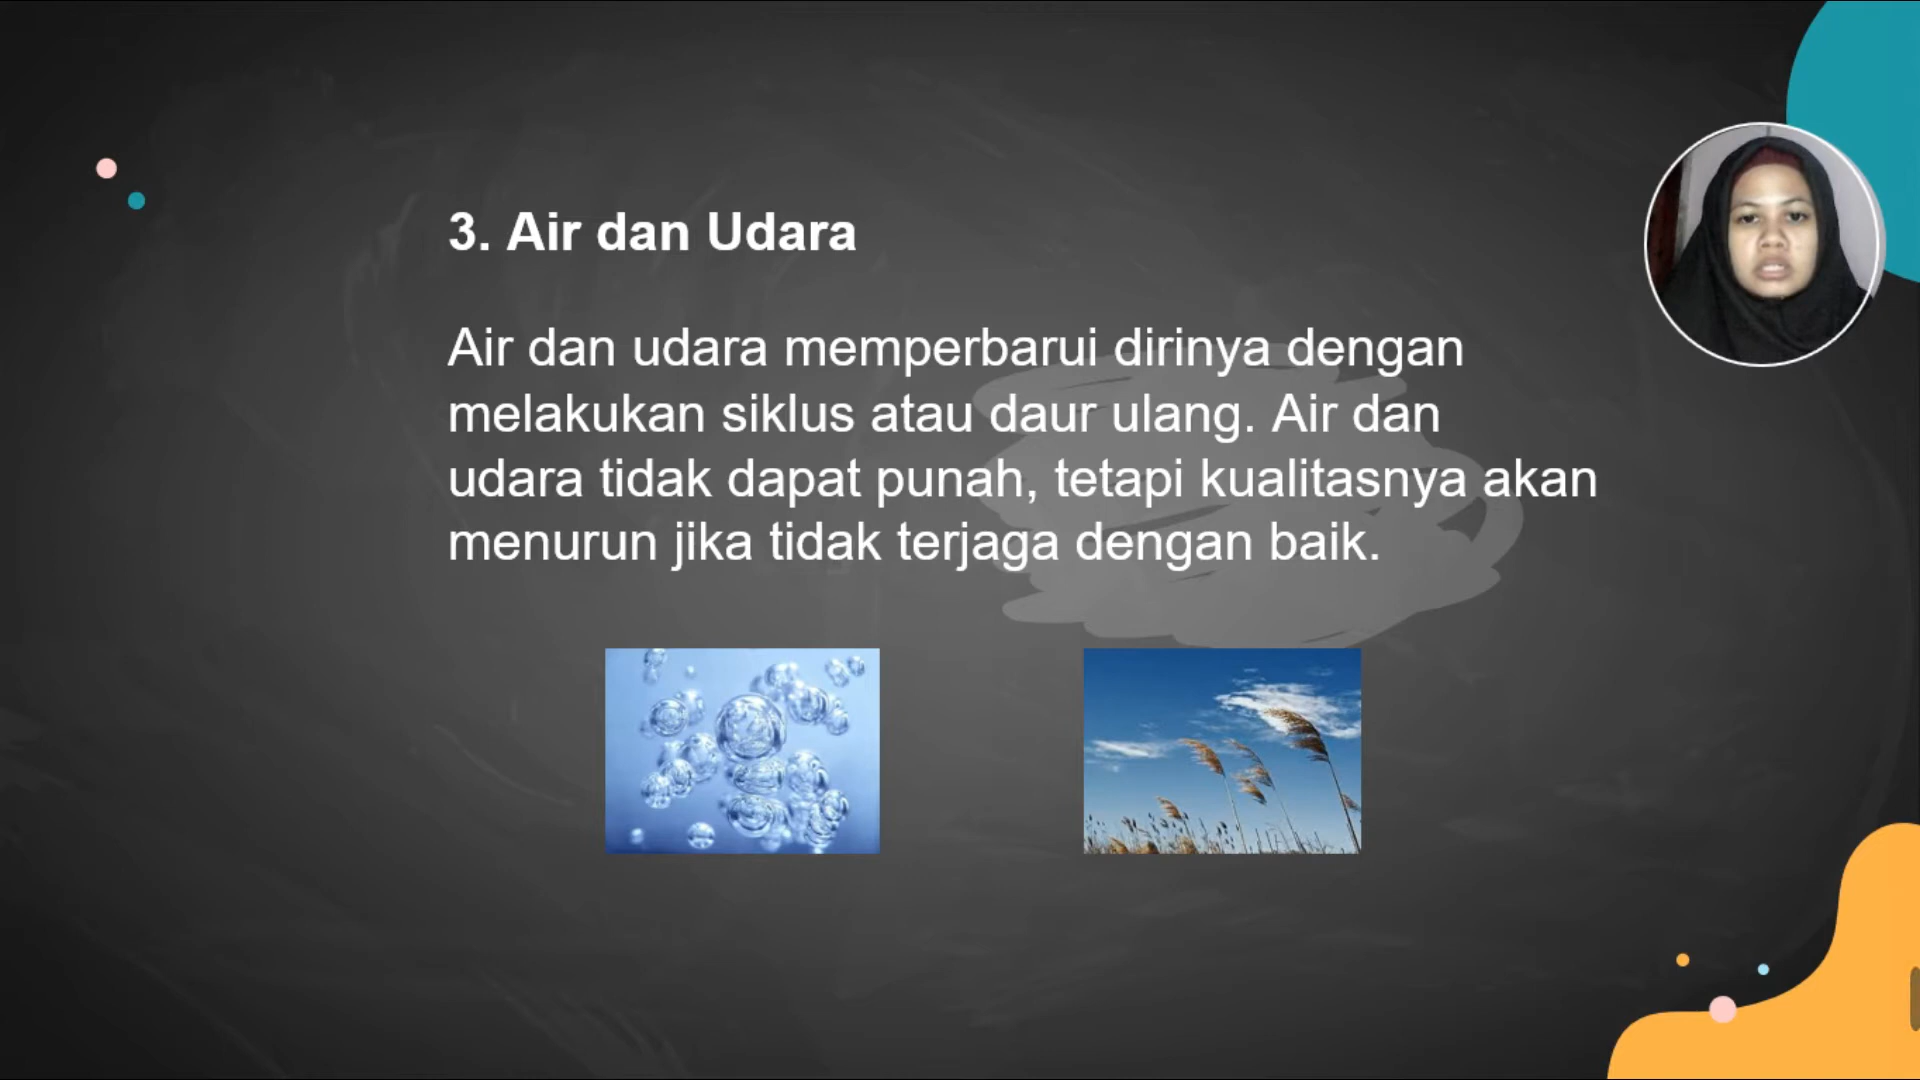 3. Air dan Udara
Air dan udara memperbarui dirinya dengan
melakukan siklus atau daur ulang. Air dan
udara tidak dapat punah, tetapi kualitasnya akan
menurun jika tidak terjaga dengan baik.